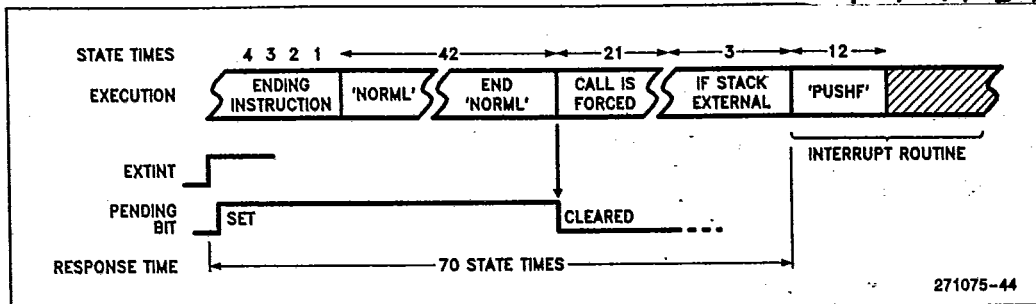 STATE TIMES 4 3 2 1 42 21 3 12
EXECUTION ENDING INSTRUCTION 'NORML' END 'NORML' CALL IS FORCED IF STACK EXTERNAL 'PUSHF'
INTERRUPT ROUTINE
EXTINT
PENDING BIT SET CLEARED
RESPONSE TIME 70 STATE TIMES
271075-44